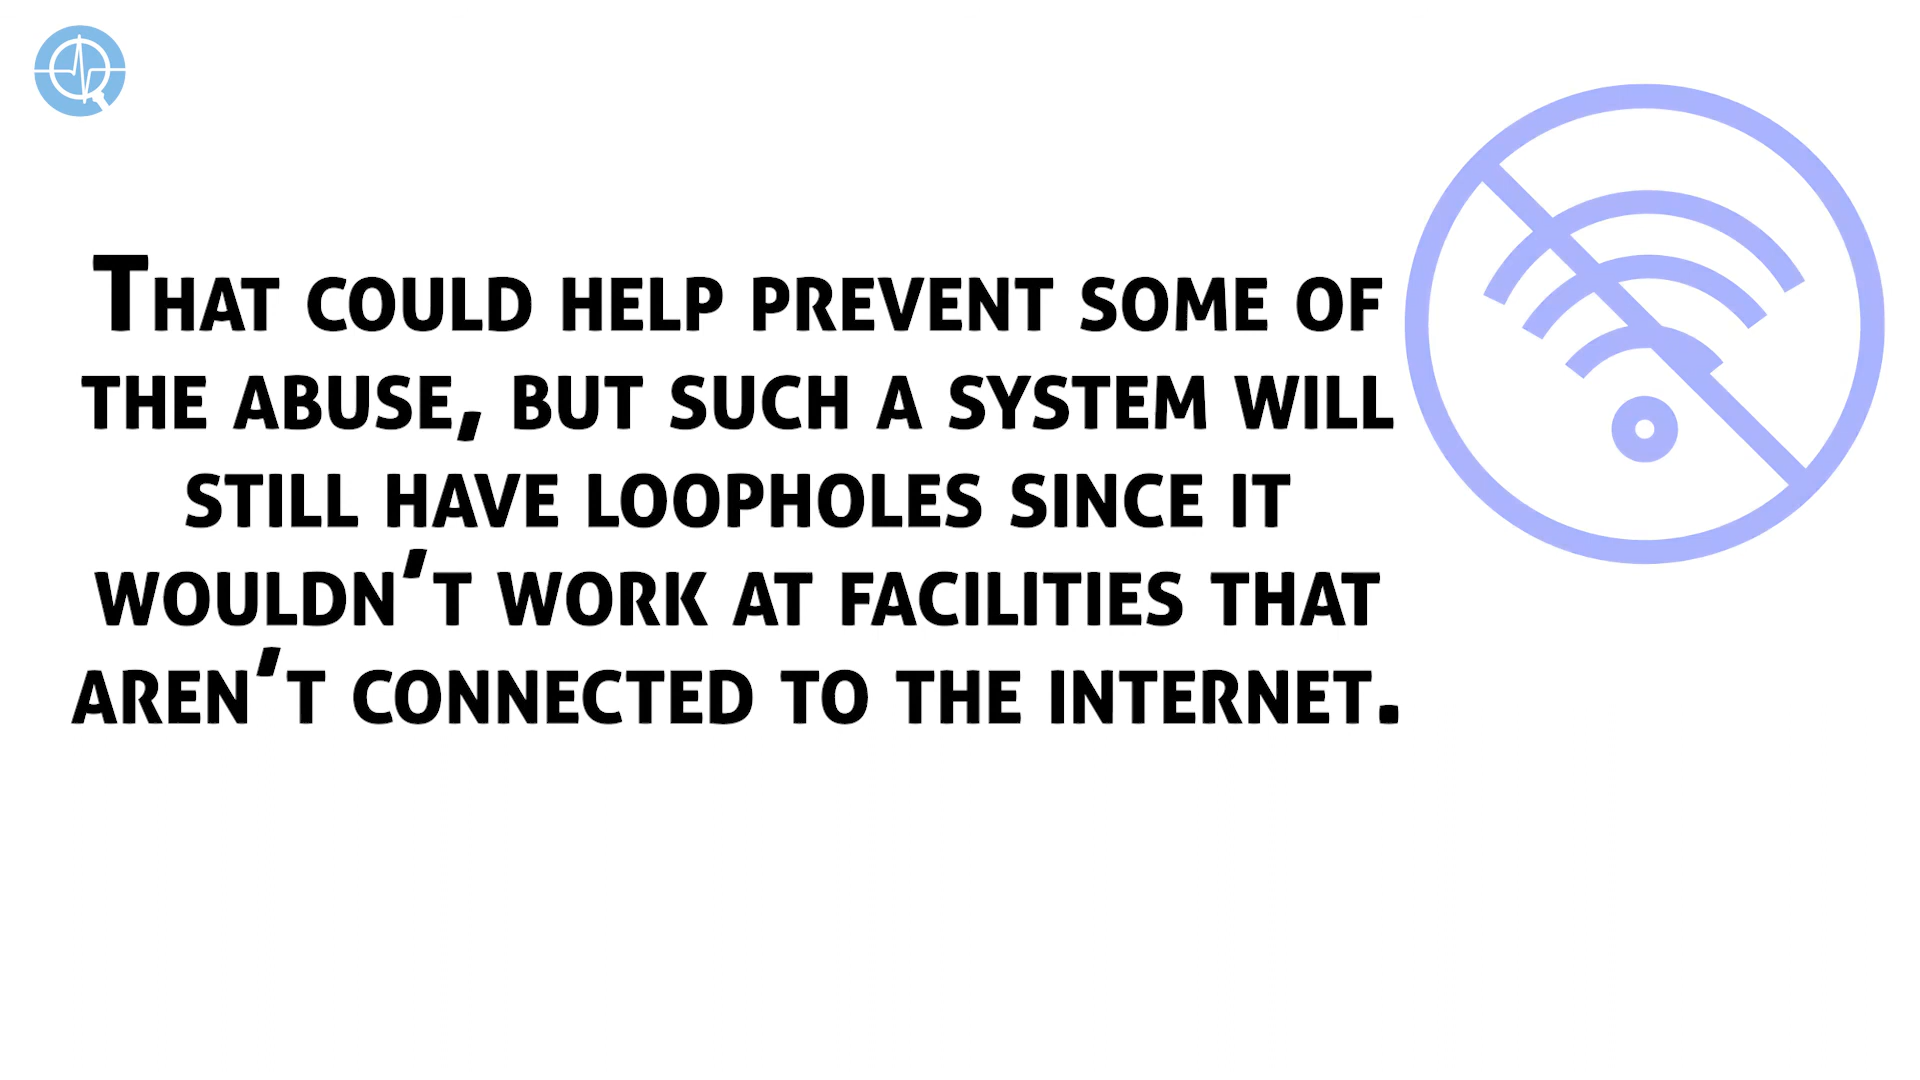 That could help prevent some of
the abuse, but such a system will
still have loopholes since it
wouldn't work at facilities that
aren't connected to the internet.